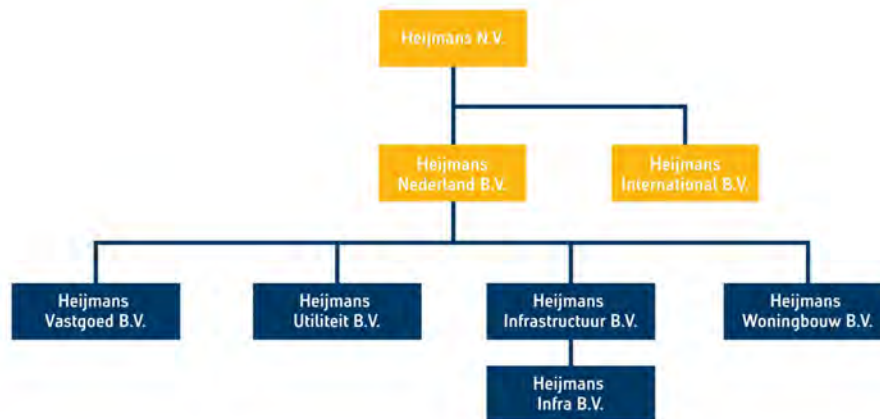 Heijmans N.V.
Heijmans
Nederland B.V.
Heijmans
International B.V.
Heijmans
Vastgoed B.V.
Heijmans
Utiliteit B.V.
Heijmans
Infrastructuur B.V.
Heijmans
Woningbouw B.V.
Heijmans
Infra B.V.